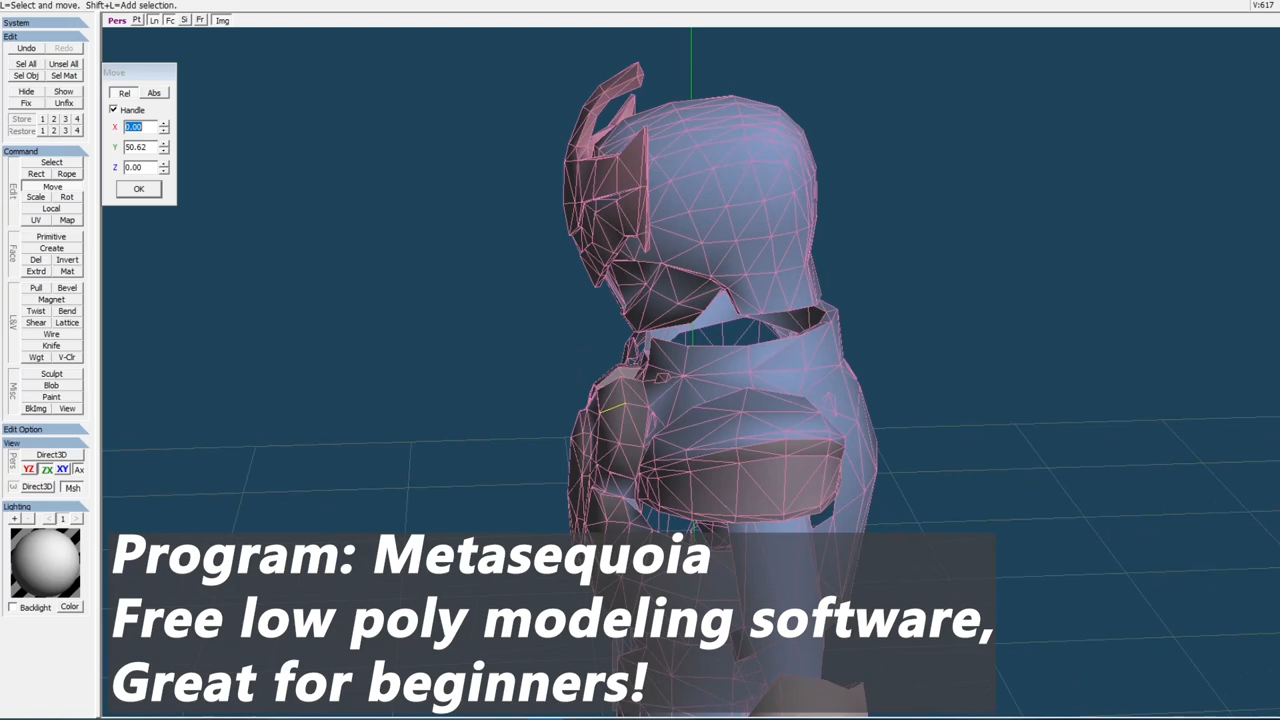 L=Select and move. Shift+L=Add selection.
V:617
System
Pers Pt Ln Fc Si Fr Img
Edit
Undo Redo
Sel All Unsel All
Sel Obj Sel Mat
Hide Show
Fix Unfix
Store 1 2 3 4
Restore 1 2 3 4
Move
Rel Abs
Handle
X 0.00
Y 50.62
Z 0.00
OK
Command
Edit
Select
Rect Rope
Move
Scale Rot
Local
UV Map
Face
Primitive
Create
Del Invert
Extrd Mat
L&V
Pull Bevel
Magnet
Twist Bend
Shear Lattice
Wire
Knife
Wgt V-Clr
Misc
Sculpt
Blob
Paint
BkImg View
Edit Option
View
Pers
Direct3D
YZ ZX XY Ax
Direct3D Msh
Lighting
+ - < 1 >
Backlight Color
Program: Metasequoia
Free low poly modeling software,
Great for beginners!